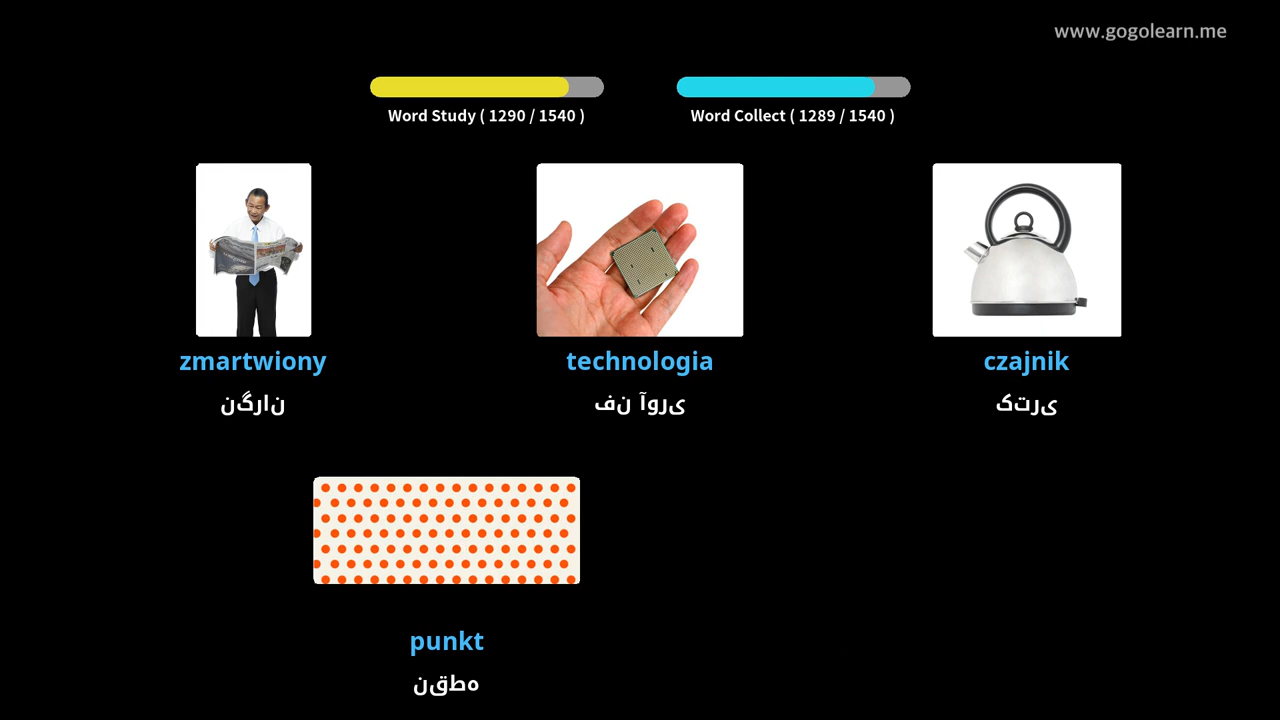 www.gogolearn.me
Word Study ( 1290 / 1540 )
Word Collect ( 1289 / 1540 )
zmartwiony
نگران
technologia
فن آوری
czajnik
کتری
punkt
نقطه